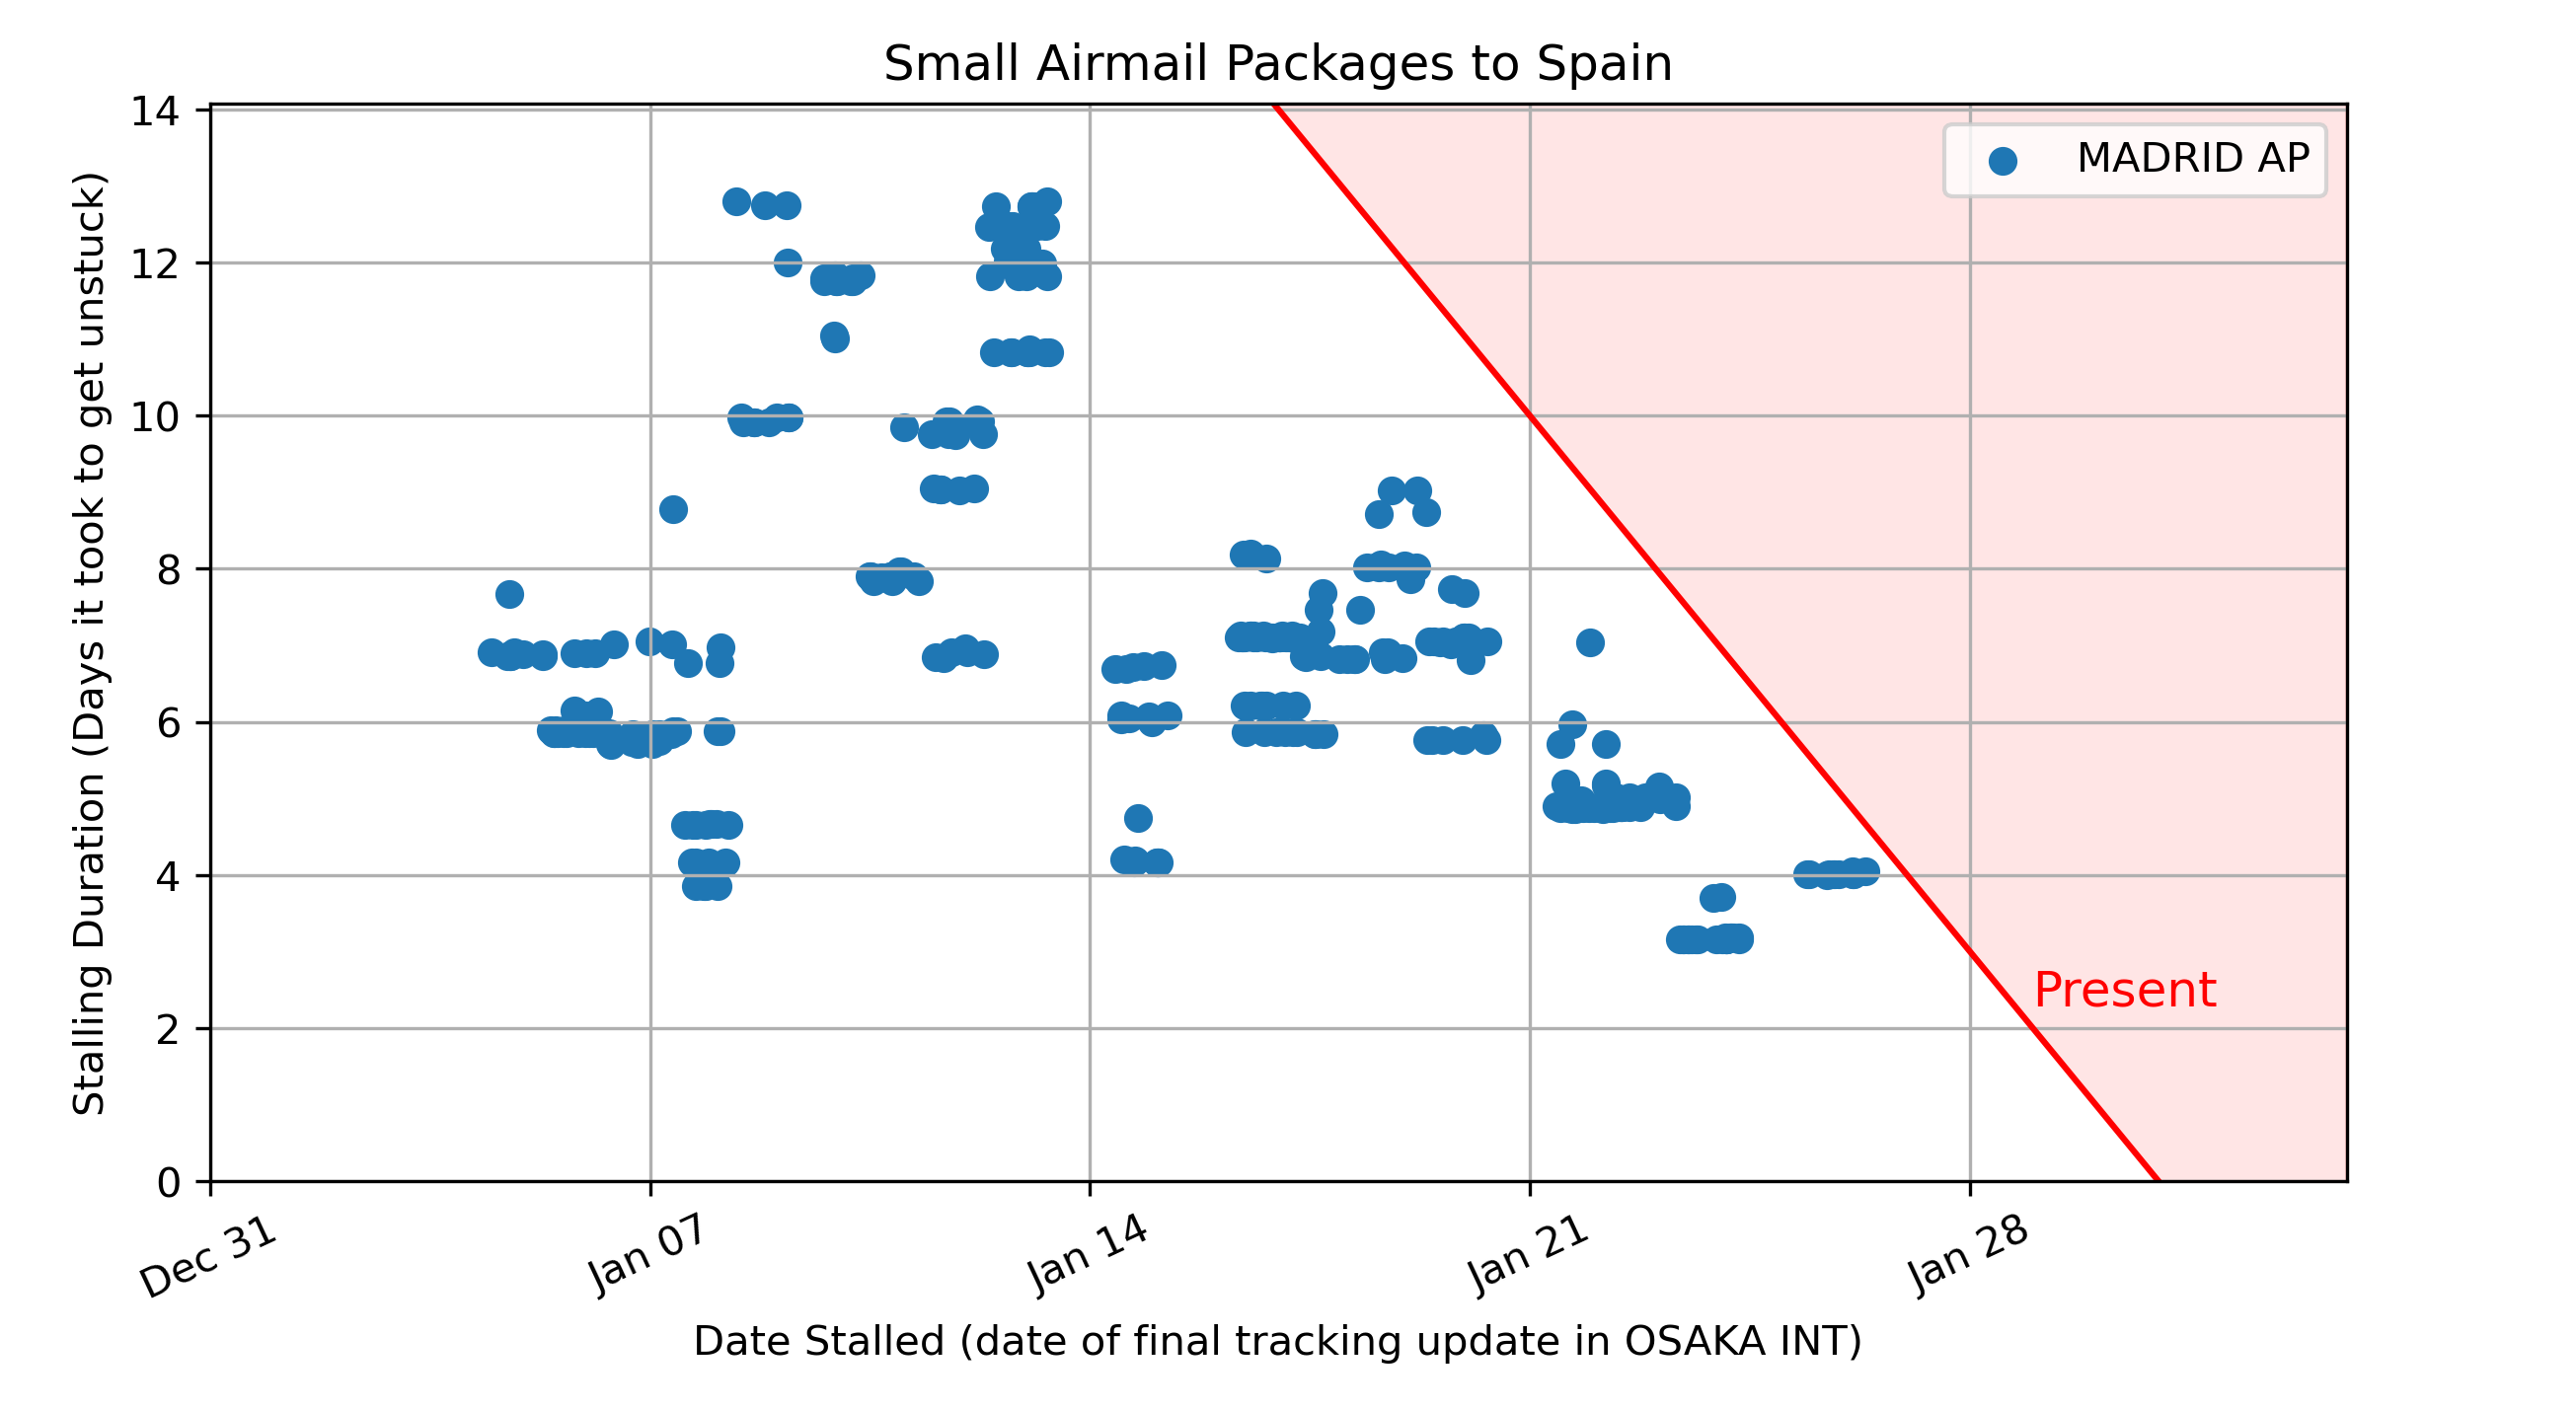 Small Airmail Packages to Spain
Stalling Duration (Days it took to get unstuck)
14
12
10
8
6
4
2
0
MADRID AP
Present
Dec 31
Jan 07
Jan 14
Jan 21
Jan 28
Date Stalled (date of final tracking update in OSAKA INT)